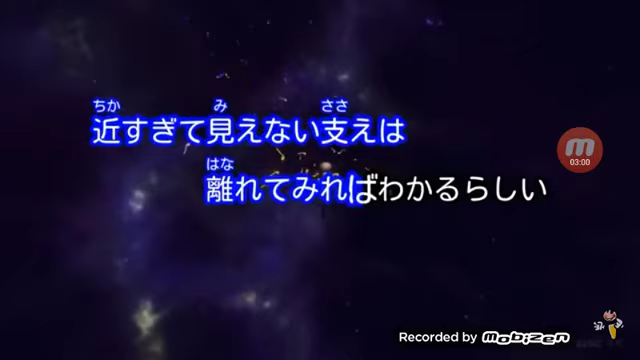 ちか み ささ
近すぎて見えない支えは
はな
離れてみればわかるらしい
03:00
Recorded by mobizen